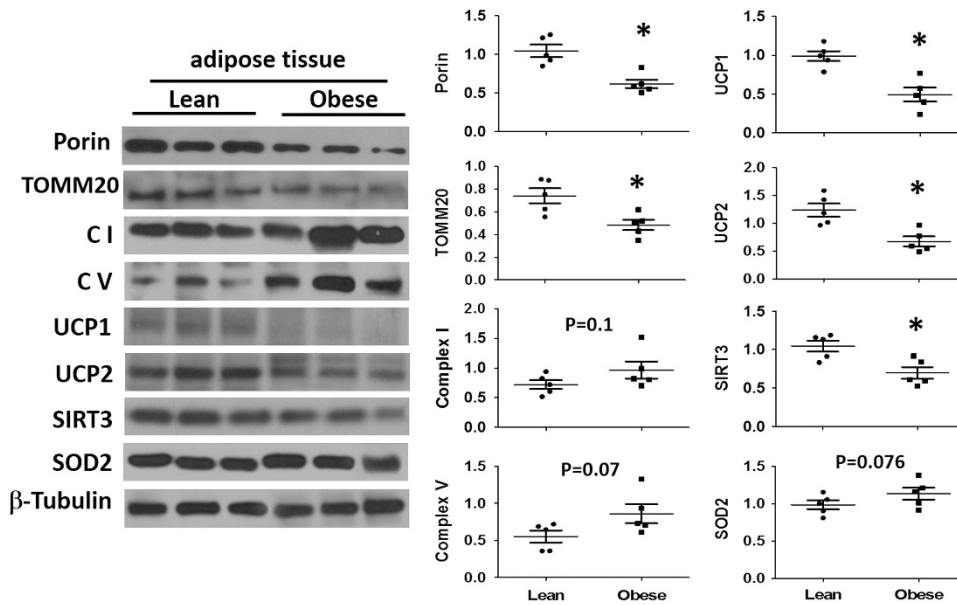 adipose tissue
Lean Obese
Porin
TOMM20
C I
C V
UCP1
UCP2
SIRT3
SOD2
β-Tubulin
Porin
1.5
1.0
0.5
0.0
*
UCP1
1.5
1.0
0.5
0.0
*
TOMM20
1.0
0.8
0.6
0.4
0.2
0.0
*
UCP2
2.0
1.5
1.0
0.5
0.0
*
Complex I
2.0
1.5
1.0
0.5
0.0
P=0.1
SIRT3
1.5
1.0
0.5
0.0
*
Complex V
1.5
1.0
0.5
0.0
P=0.07
Lean Obese
SOD2
1.5
1.0
0.5
0.0
P=0.076
Lean Obese